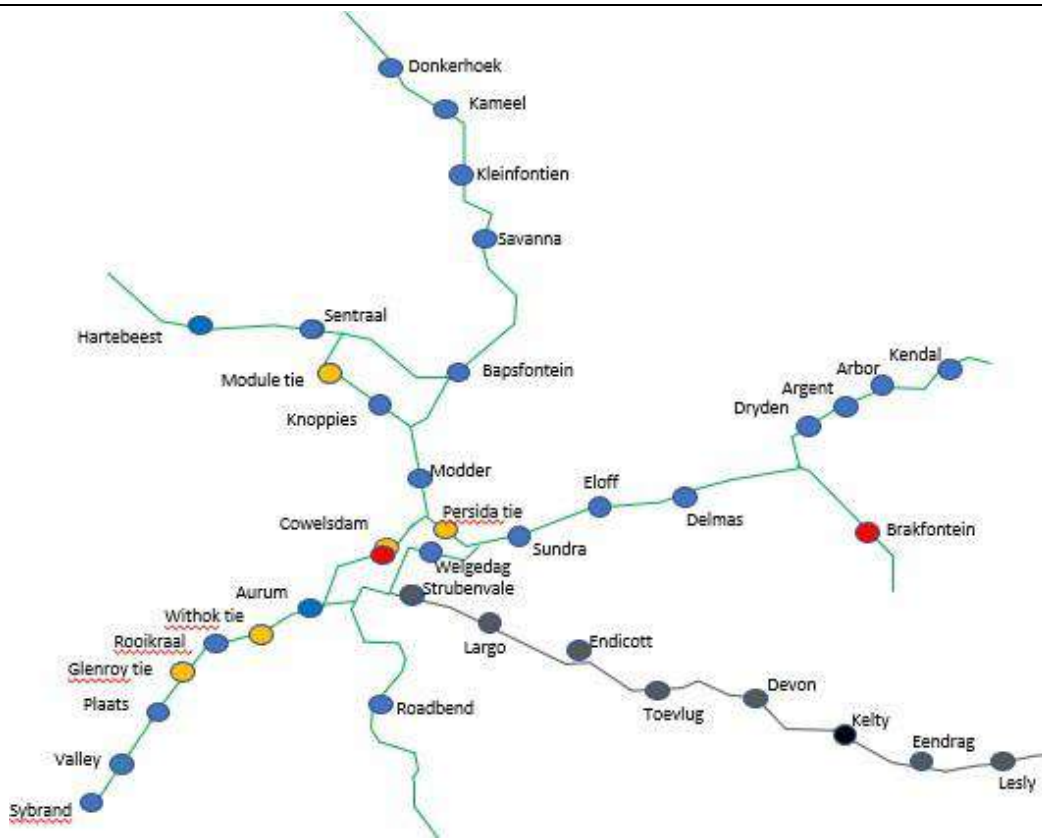 Donkerhoek
Kameel
Kleinfontien
Savanna
Sentraal
Hartebeest
Kendal
Arbor
Bapsfontein
Module tie
Argent
Dryden
Knoppies
Modder
Eloff
Persida tie
Cowelsdam
Delmas
Brakfontein
Sundra
Welgedag
Strubenvale
Aurum
Withok tie
Rooikraal
Endicott
Largo
Glenroy tie
Devon
Plaats
Roadbend
Toevlug
Kelty
Eendrag
Valley
Lesly
Sybrand